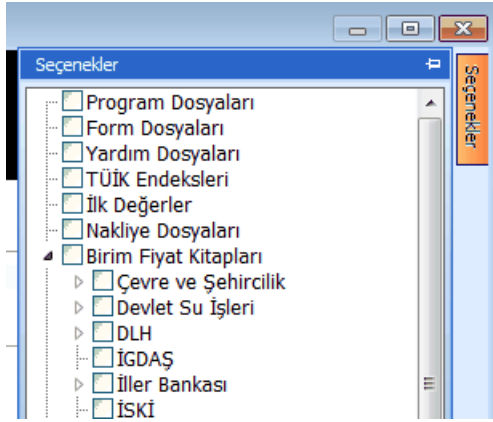 Seçenekler
Seçenekler
Program Dosyaları
Form Dosyaları
Yardım Dosyaları
TÜİK Endeksleri
İlk Değerler
Nakliye Dosyaları
Birim Fiyat Kitapları
Çevre ve Şehircilik
Devlet Su İşleri
DLH
İGDAŞ
İller Bankası
İSKİ